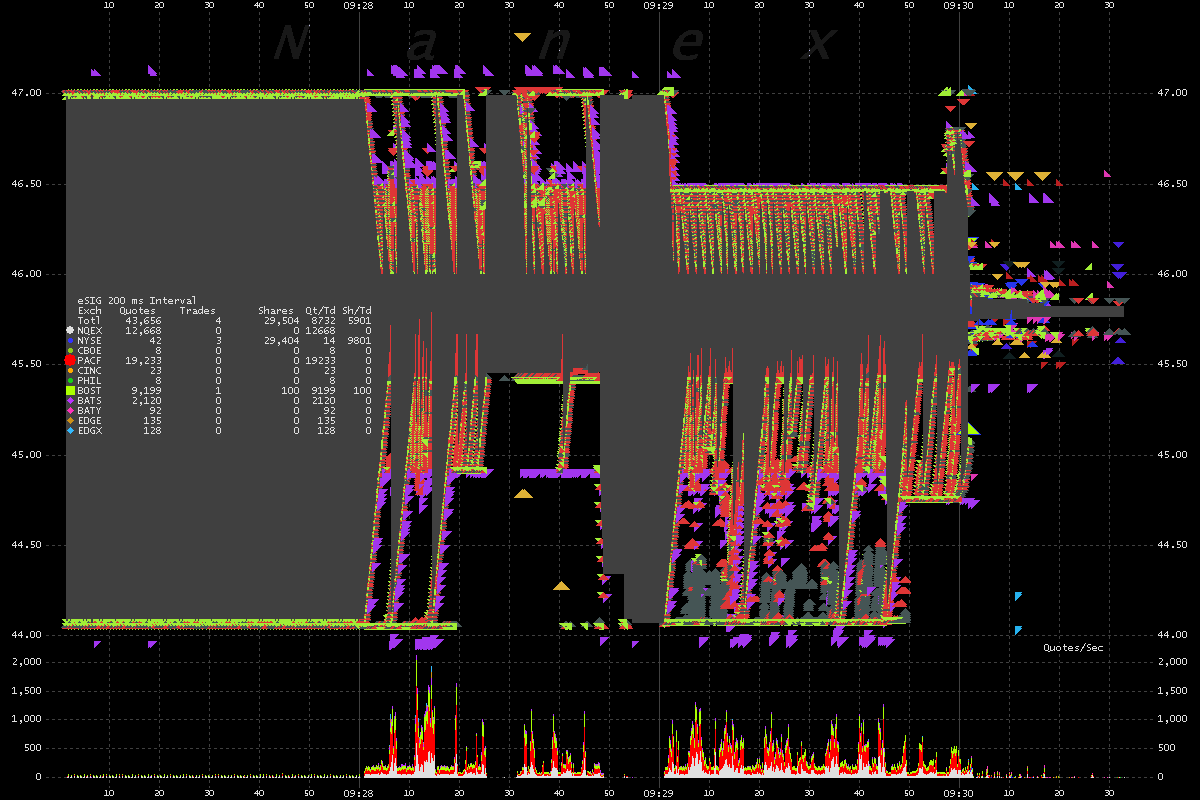 10 20 30 40 50 09:28 10 20 30 40 50 09:29 10 20 30 40 50 09:30 10 20 30
N a n e x
47.00 47.00
46.50 46.50
46.00 46.00
eSIG 200 ms Interval
Exch Quotes Trades Shares Qt/Td Sh/Td
Totl 43,656 4 29,504 8732 5901
NQEX 12,668 0 0 12668 0
NYSE 42 3 29,404 14 9801
CBOE 8 0 0 8 0
PACF 19,233 0 0 19233 0
CINC 23 0 0 23 0
PHIL 8 0 0 8 0
BOST 9,199 1 100 9199 100
BATS 2,120 0 0 2120 0
BATY 92 0 0 92 0
EDGE 135 0 0 135 0
EDGX 128 0 0 128 0
45.50 45.50
45.00 45.00
44.50 44.50
44.00 44.00
Quotes/Sec
2,000 2,000
1,500 1,500
1,000 1,000
500 500
0 0
10 20 30 40 50 09:28 10 20 30 40 50 09:29 10 20 30 40 50 09:30 10 20 30